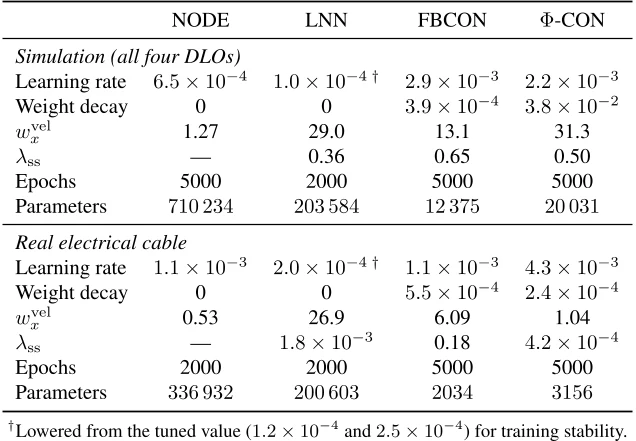 NODE LNN FBCON Φ-CON
Simulation (all four DLOs)
Learning rate 6.5 × 10⁻⁴ 1.0 × 10⁻⁴ † 2.9 × 10⁻³ 2.2 × 10⁻³
Weight decay 0 0 3.9 × 10⁻⁴ 3.8 × 10⁻²
wₓᵛᵉˡ 1.27 29.0 13.1 31.3
λₛₛ — 0.36 0.65 0.50
Epochs 5000 2000 5000 5000
Parameters 710 234 203 584 12 375 20 031
Real electrical cable
Learning rate 1.1 × 10⁻³ 2.0 × 10⁻⁴ † 1.1 × 10⁻³ 4.3 × 10⁻³
Weight decay 0 0 5.5 × 10⁻⁴ 2.4 × 10⁻⁴
wₓᵛᵉˡ 0.53 26.9 6.09 1.04
λₛₛ — 1.8 × 10⁻³ 0.18 4.2 × 10⁻⁴
Epochs 2000 2000 5000 5000
Parameters 336 932 200 603 2034 3156
†Lowered from the tuned value (1.2 × 10⁻⁴ and 2.5 × 10⁻⁴) for training stability.